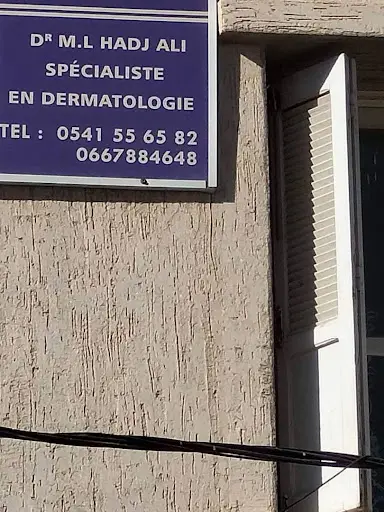 Dʳ M.L HADJ ALI
SPÉCIALISTE
EN DERMATOLOGIE
TEL : 0541 55 65 82
0667884648